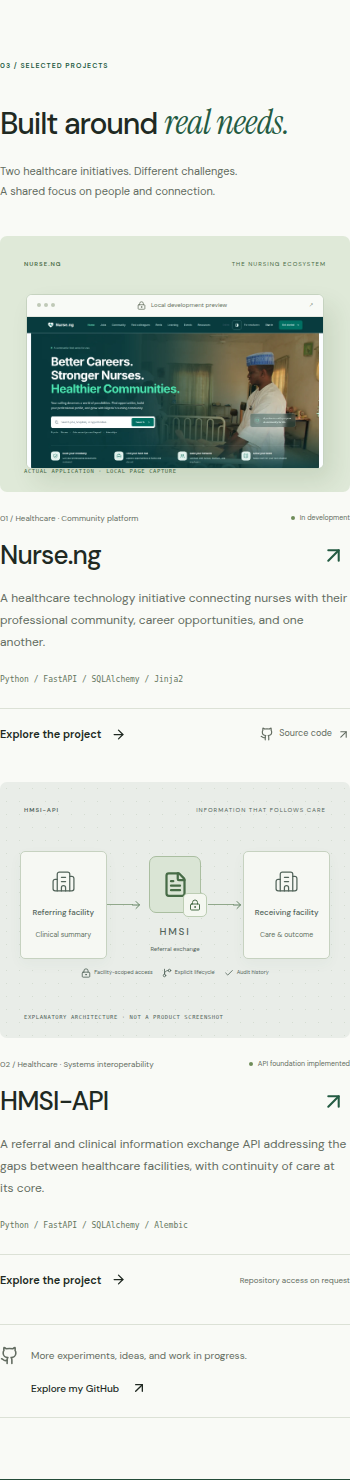 03 / SELECTED PROJECTS
Built around real needs.
Two healthcare initiatives. Different challenges.
A shared focus on people and connection.
NURSE.NG
THE NURSING ECOSYSTEM
Local development preview
Nurse.ng
Better Careers.
Stronger Nurses.
Healthier Communities.
ACTUAL APPLICATION · LOCAL PAGE CAPTURE
01 / Healthcare · Community platform
In development
Nurse.ng
A healthcare technology initiative connecting nurses with their
professional community, career opportunities, and one
another.
Python / FastAPI / SQLAlchemy / Jinja2
Explore the project
Source code
HMSI-API
INFORMATION THAT FOLLOWS CARE
Referring facility
Clinical summary
HMSI
Referral exchange
Receiving facility
Care & outcome
Facility-scoped access
Explicit lifecycle
Audit history
EXPLANATORY ARCHITECTURE · NOT A PRODUCT SCREENSHOT
02 / Healthcare · Systems interoperability
API foundation implemented
HMSI-API
A referral and clinical information exchange API addressing the
gaps between healthcare facilities, with continuity of care at
its core.
Python / FastAPI / SQLAlchemy / Alembic
Explore the project
Repository access on request
More experiments, ideas, and work in progress.
Explore my GitHub